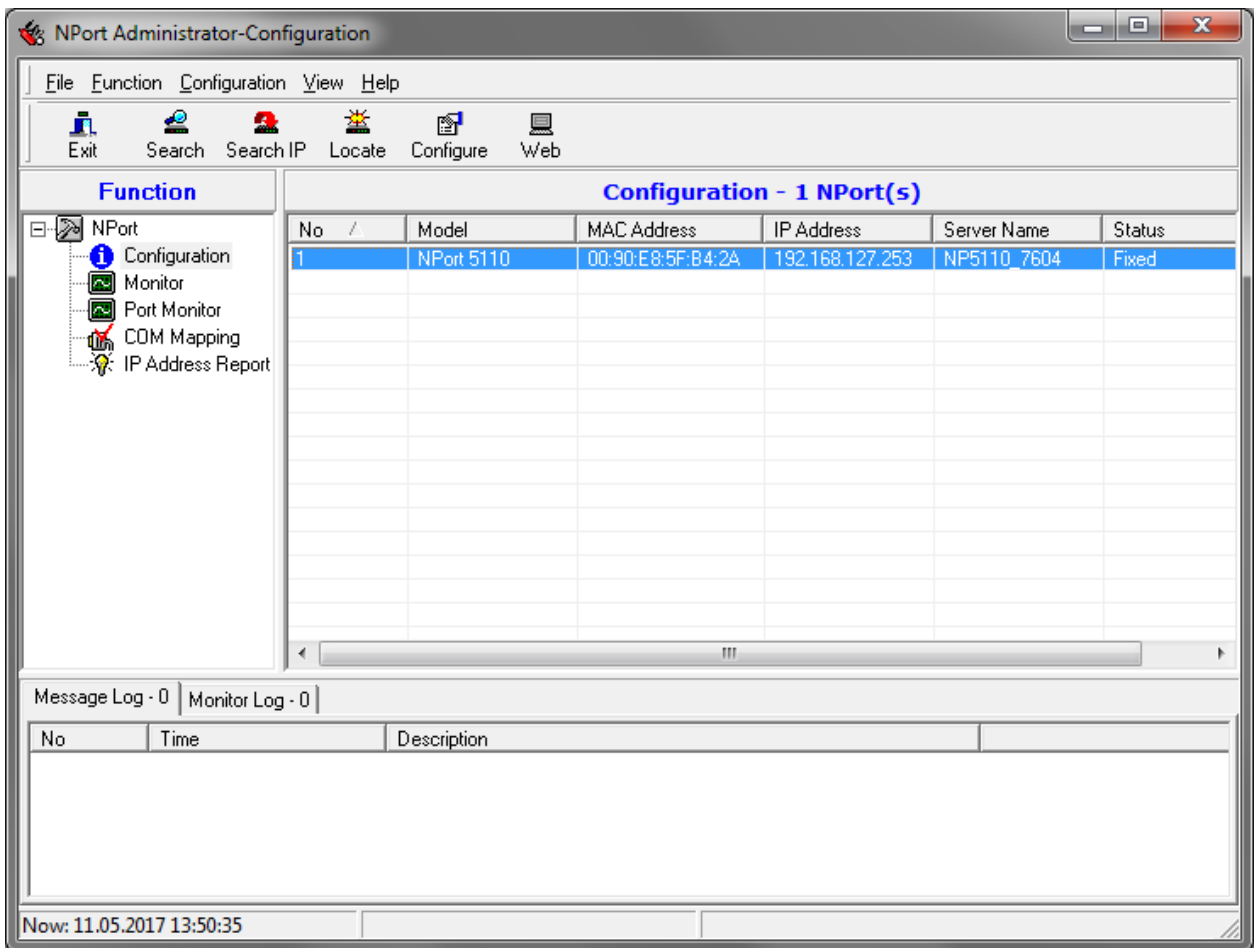 NPort Administrator-Configuration
File Function Configuration View Help
Exit Search Search IP Locate Configure Web
Function
Configuration - 1 NPort(s)
NPort
Configuration
Monitor
Port Monitor
COM Mapping
IP Address Report
No Model MAC Address IP Address Server Name Status
1 NPort 5110 00:90:E8:5F:B4:2A 192.168.127.253 NP5110_7604 Fixed
Message Log - 0 Monitor Log - 0
No Time Description
Now: 11.05.2017 13:50:35